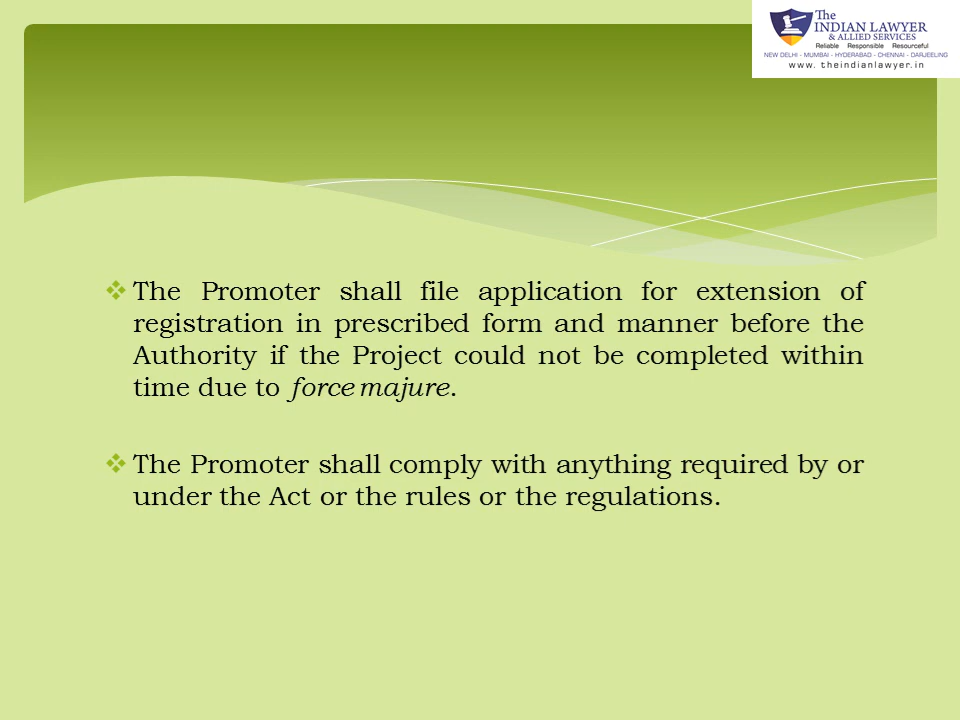 The
INDIAN LAWYER
& ALLIED SERVICES
Reliable Responsible Resourceful
NEW DELHI - MUMBAI - HYDERABAD - CHENNAI - DARJEELING
www. theindianlawyer.in
The Promoter shall file application for extension of
registration in prescribed form and manner before the
Authority if the Project could not be completed within
time due to force majure.
The Promoter shall comply with anything required by or
under the Act or the rules or the regulations.